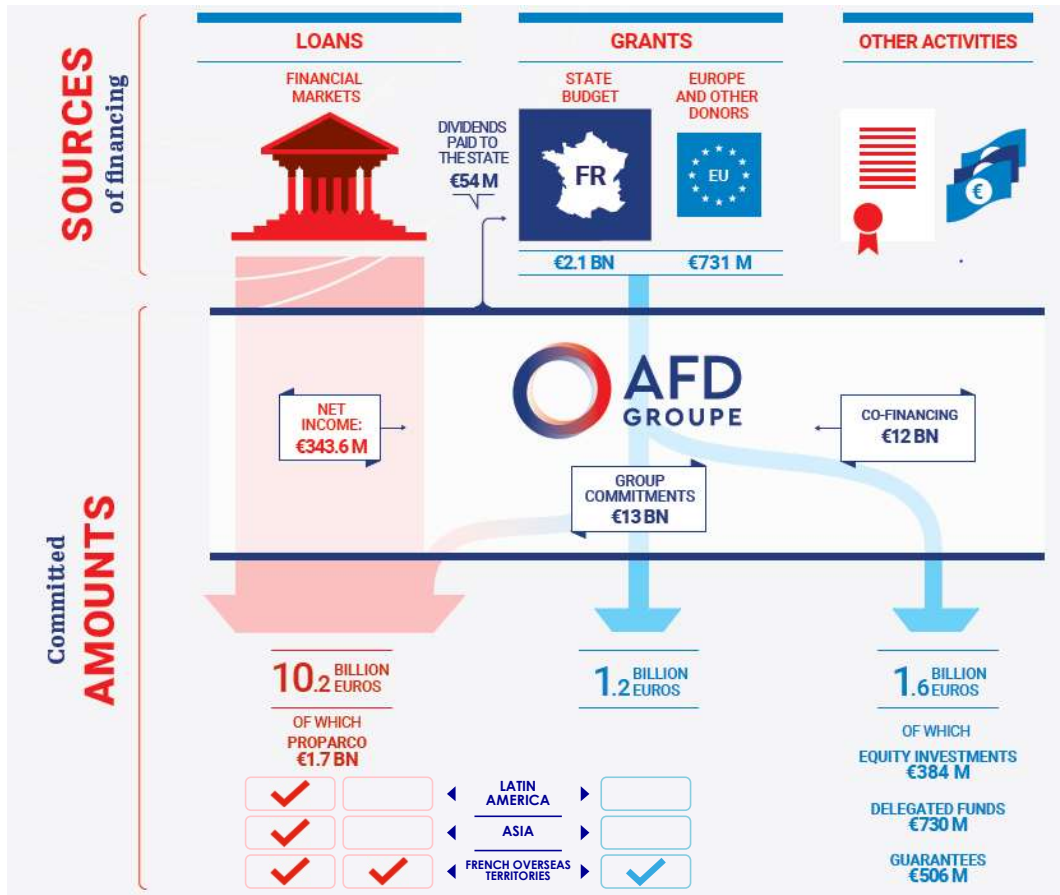 SOURCES
of financing
LOANS
FINANCIAL
MARKETS
DIVIDENDS
PAID TO
THE STATE
€54 M
GRANTS
STATE
BUDGET
FR
€2.1 BN
EUROPE
AND OTHER
DONORS
EU
€731 M
OTHER ACTIVITIES
€
Committed
AMOUNTS
NET
INCOME:
€343.6 M
AFD
GROUPE
GROUP
COMMITMENTS
€13 BN
CO-FINANCING
€12 BN
10.2 BILLION
EUROS
OF WHICH
PROPARCO
€1.7 BN
1.2 BILLION
EUROS
1.6 BILLION
EUROS
OF WHICH
EQUITY INVESTMENTS
€384 M
DELEGATED FUNDS
€730 M
GUARANTEES
€506 M
LATIN
AMERICA
ASIA
FRENCH OVERSEAS
TERRITORIES